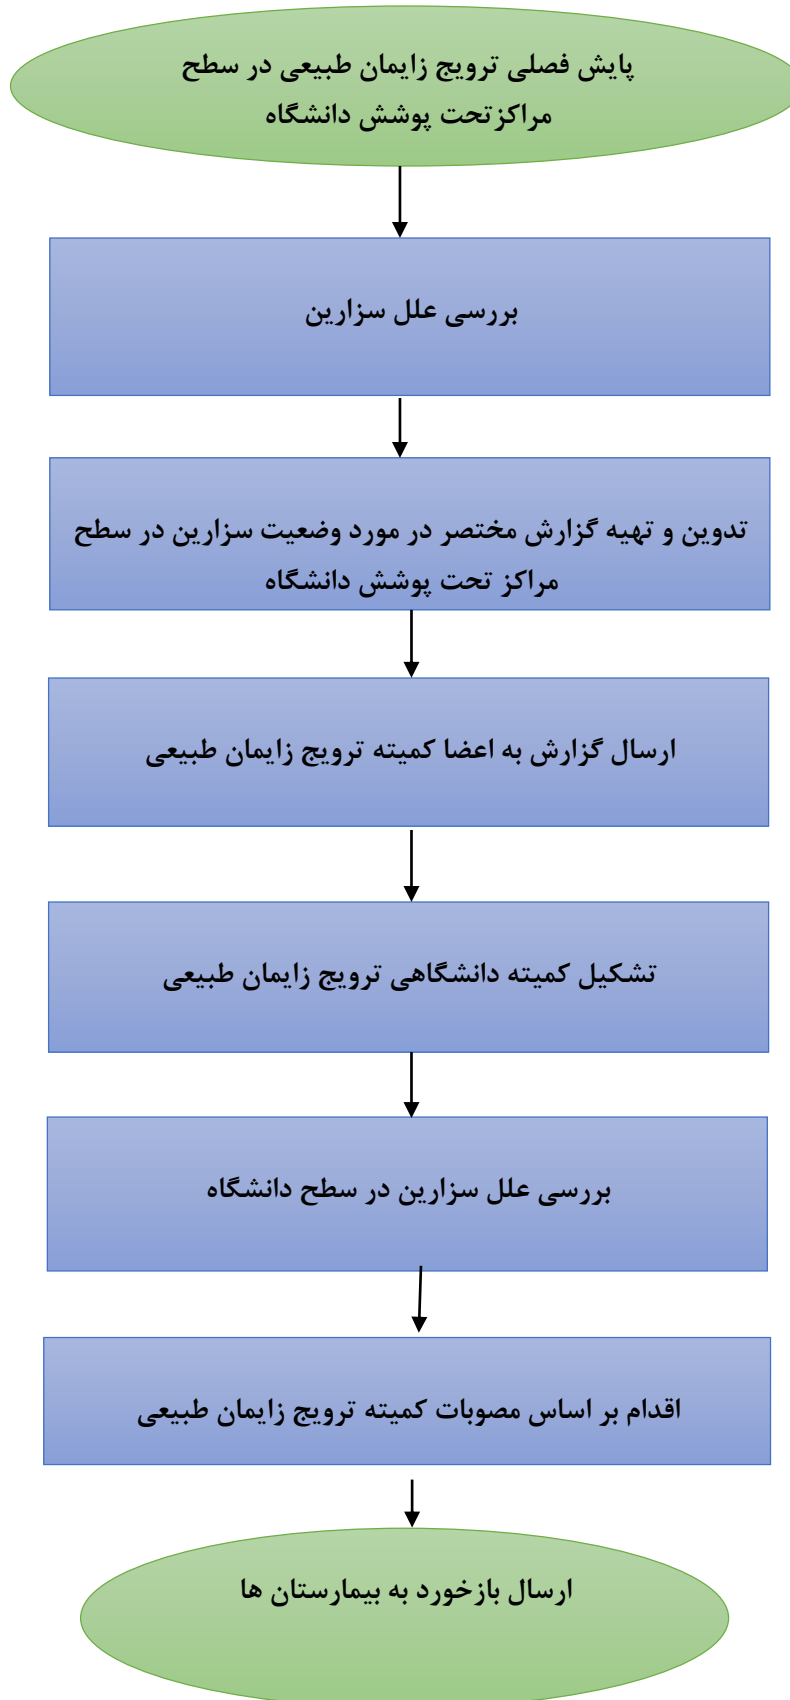 پایش فصلی ترویج زایمان طبیعی در سطح
مراکزتحت پوشش دانشگاه
بررسی علل سزارین
تدوین و تهیه گزارش مختصر در مورد وضعیت سزارین در سطح
مراکز تحت پوشش دانشگاه
ارسال گزارش به اعضا کمیته ترویج زایمان طبیعی
تشکیل کمیته دانشگاهی ترویج زایمان طبیعی
بررسی علل سزارین در سطح دانشگاه
اقدام بر اساس مصوبات کمیته ترویج زایمان طبیعی
ارسال بازخورد به بیمارستان ها